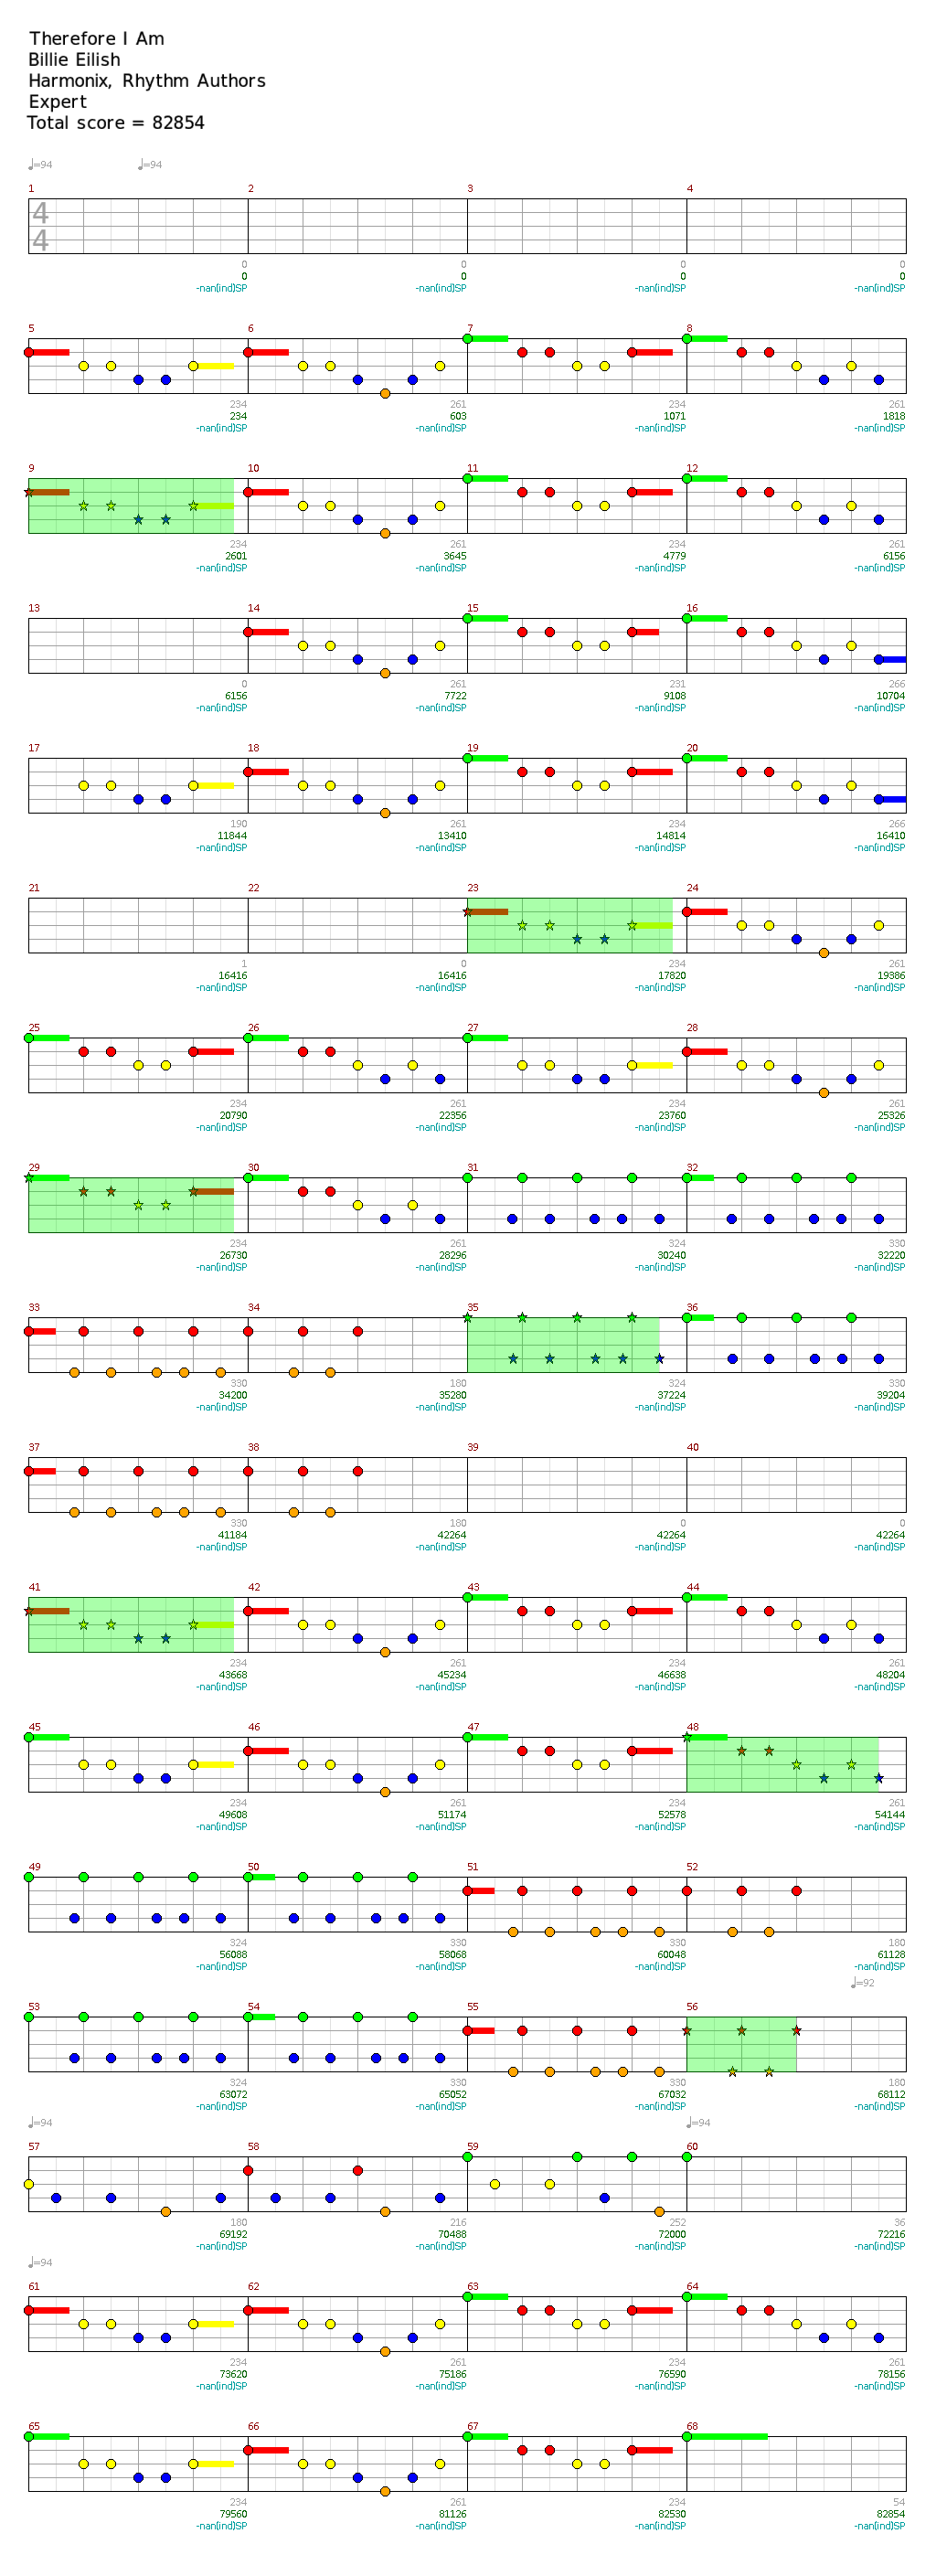 Therefore I Am
Billie Eilish
Harmonix, Rhythm Authors
Expert
Total score = 82854
♩=94 ♩=94
1 2 3 4
4
4
0 0 0 0
0 0 0 0
-nan(ind)SP -nan(ind)SP -nan(ind)SP -nan(ind)SP
5 6 7 8
234 261 234 261
234 603 1071 1818
-nan(ind)SP -nan(ind)SP -nan(ind)SP -nan(ind)SP
9 10 11 12
234 261 234 261
2601 3645 4779 6156
-nan(ind)SP -nan(ind)SP -nan(ind)SP -nan(ind)SP
13 14 15 16
0 261 231 266
6156 7722 9108 10704
-nan(ind)SP -nan(ind)SP -nan(ind)SP -nan(ind)SP
17 18 19 20
190 261 234 266
11844 13410 14814 16410
-nan(ind)SP -nan(ind)SP -nan(ind)SP -nan(ind)SP
21 22 23 24
1 0 234 261
16416 16416 17820 19386
-nan(ind)SP -nan(ind)SP -nan(ind)SP -nan(ind)SP
25 26 27 28
234 261 234 261
20790 22356 23760 25326
-nan(ind)SP -nan(ind)SP -nan(ind)SP -nan(ind)SP
29 30 31 32
234 261 324 330
26730 28296 30240 32220
-nan(ind)SP -nan(ind)SP -nan(ind)SP -nan(ind)SP
33 34 35 36
330 180 324 330
34200 35280 37224 39204
-nan(ind)SP -nan(ind)SP -nan(ind)SP -nan(ind)SP
37 38 39 40
330 180 0 0
41184 42264 42264 42264
-nan(ind)SP -nan(ind)SP -nan(ind)SP -nan(ind)SP
41 42 43 44
234 261 234 261
43668 45234 46638 48204
-nan(ind)SP -nan(ind)SP -nan(ind)SP -nan(ind)SP
45 46 47 48
234 261 234 261
49608 51174 52578 54144
-nan(ind)SP -nan(ind)SP -nan(ind)SP -nan(ind)SP
49 50 51 52
324 330 330 180
56088 58068 60048 61128
-nan(ind)SP -nan(ind)SP -nan(ind)SP -nan(ind)SP
♩=92
53 54 55 56
324 330 330 180
63072 65052 67032 68112
-nan(ind)SP -nan(ind)SP -nan(ind)SP -nan(ind)SP
♩=94 ♩=94
57 58 59 60
180 216 252 36
69192 70488 72000 72216
-nan(ind)SP -nan(ind)SP -nan(ind)SP -nan(ind)SP
♩=94
61 62 63 64
234 261 234 261
73620 75186 76590 78156
-nan(ind)SP -nan(ind)SP -nan(ind)SP -nan(ind)SP
65 66 67 68
234 261 234 54
79560 81126 82530 82854
-nan(ind)SP -nan(ind)SP -nan(ind)SP -nan(ind)SP